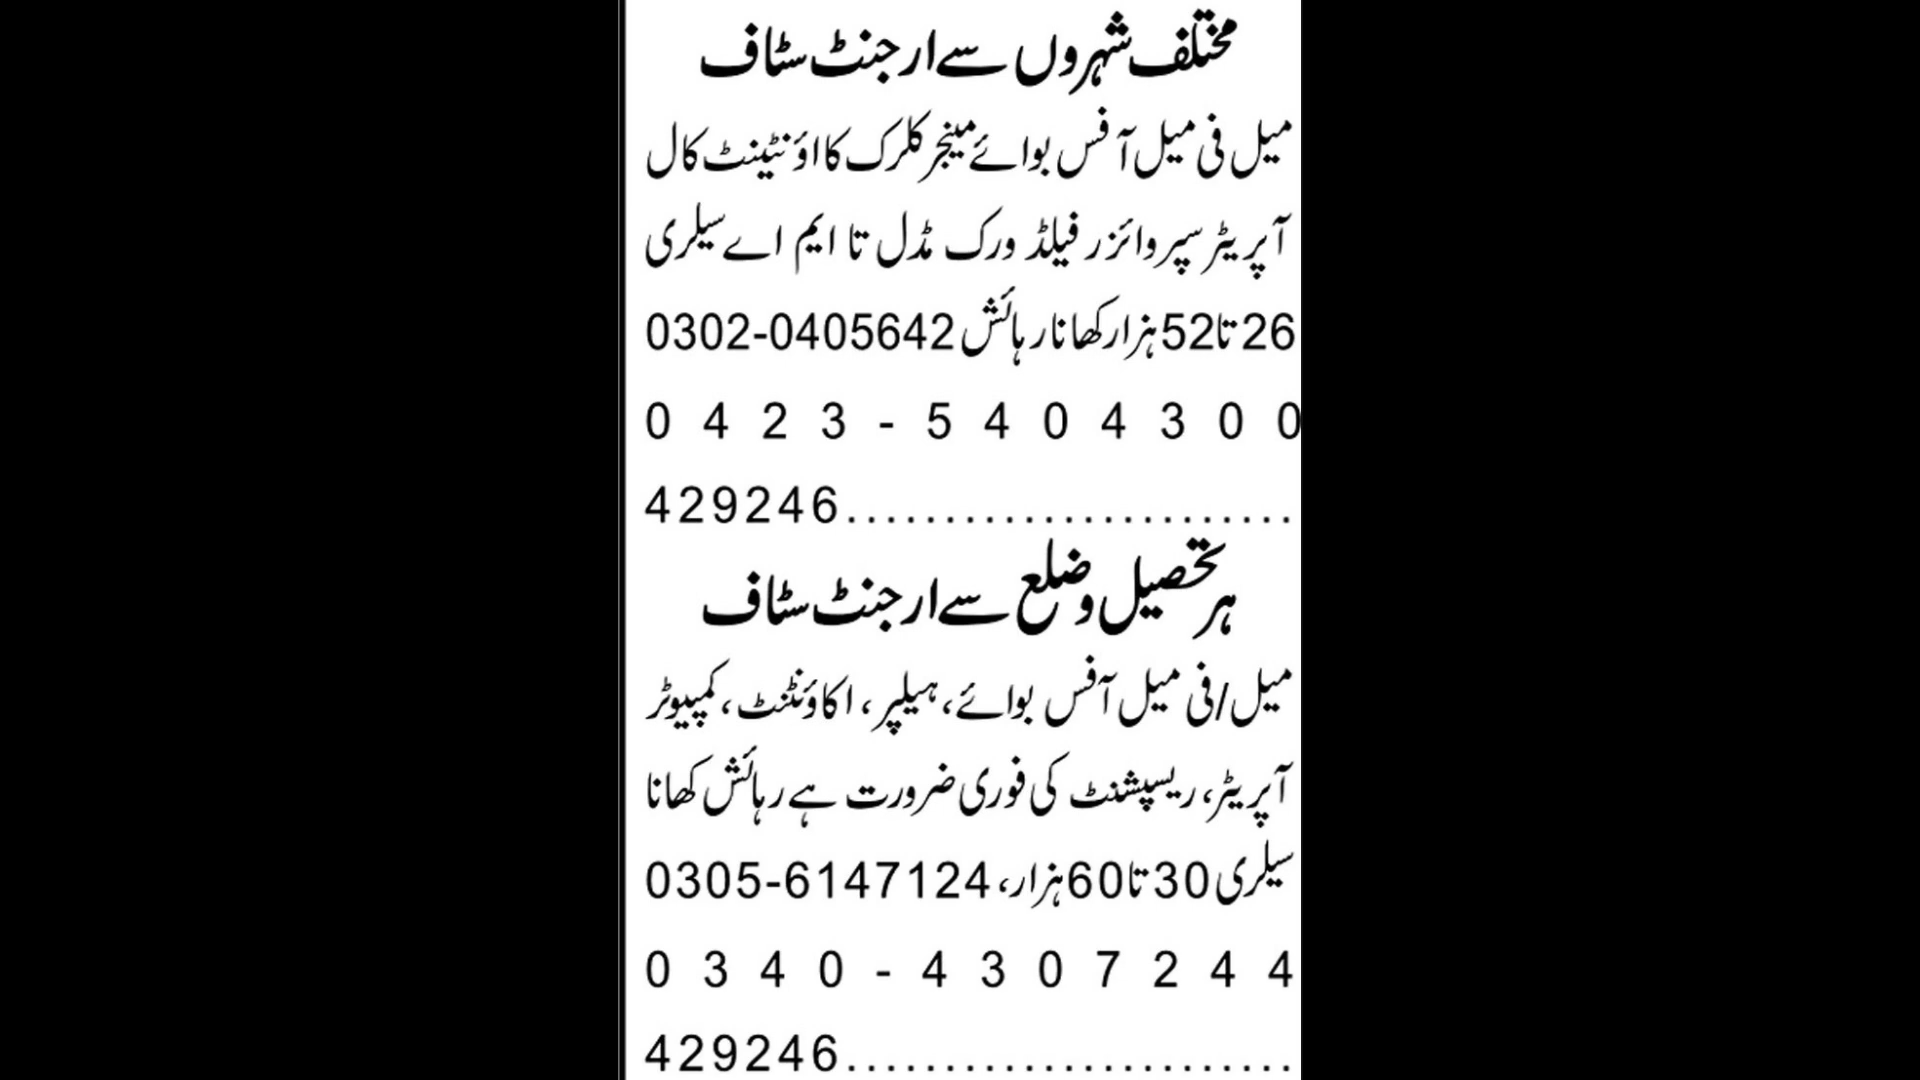 مختلف شہروں سے ارجنٹ سٹاف
میل فی میل آفس بوائے مینجر کلرک کااؤنٹینٹ کال
آپریٹر سپروائزر فیلڈ ورک مڈل تا ایم اے سیلری
26 تا 52 ہزار کھانا رہائش 0302-0405642
0423-5404300
429246.......................
ہر تحصیل و ضلع سے ارجنٹ سٹاف
میل/فی میل آفس بوائے، ہیلپر، اکاؤنٹنٹ، کمپیوٹر
آپریٹر، ریسپشنٹ کی فوری ضرورت ہے رہائش کھانا
سیلری 30 تا 60 ہزار، 0305-6147124
0340-4307244
429246.......................